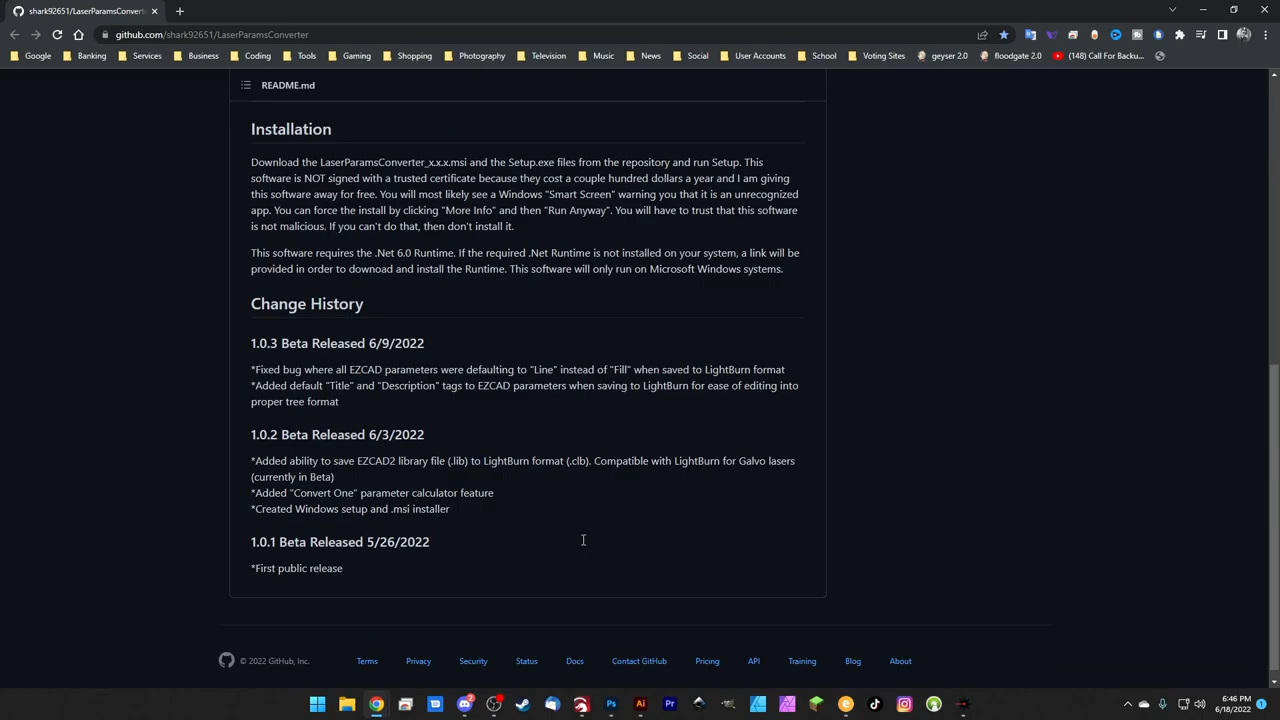 shark92651/LaserParamsConverte
github.com/shark92651/LaserParamsConverter
Google Banking Services Business Coding Tools Gaming Shopping Photography Television Music News Social User Accounts School Voting Sites geyser 2.0 floodgate 2.0 (148) Call For Backu...
README.md
Installation
Download the LaserParamsConverter_x.x.x.msi and the Setup.exe files from the repository and run Setup. This
software is NOT signed with a trusted certificate because they cost a couple hundred dollars a year and I am giving
this software away for free. You will most likely see a Windows "Smart Screen" warning you that it is an unrecognized
app. You can force the install by clicking "More Info" and then "Run Anyway". You will have to trust that this software
is not malicious. If you can't do that, then don't install it.
This software requires the .Net 6.0 Runtime. If the required .Net Runtime is not installed on your system, a link will be
provided in order to downoad and install the Runtime. This software will only run on Microsoft Windows systems.
Change History
1.0.3 Beta Released 6/9/2022
*Fixed bug where all EZCAD parameters were defaulting to "Line" instead of "Fill" when saved to LightBurn format
*Added default "Title" and "Description" tags to EZCAD parameters when saving to LightBurn for ease of editing into
proper tree format
1.0.2 Beta Released 6/3/2022
*Added ability to save EZCAD2 library file (.lib) to LightBurn format (.clb). Compatible with LightBurn for Galvo lasers
(currently in Beta)
*Added "Convert One" parameter calculator feature
*Created Windows setup and .msi installer
1.0.1 Beta Released 5/26/2022
*First public release
© 2022 GitHub, Inc. Terms Privacy Security Status Docs Contact GitHub Pricing API Training Blog About
6:46 PM
6/18/2022